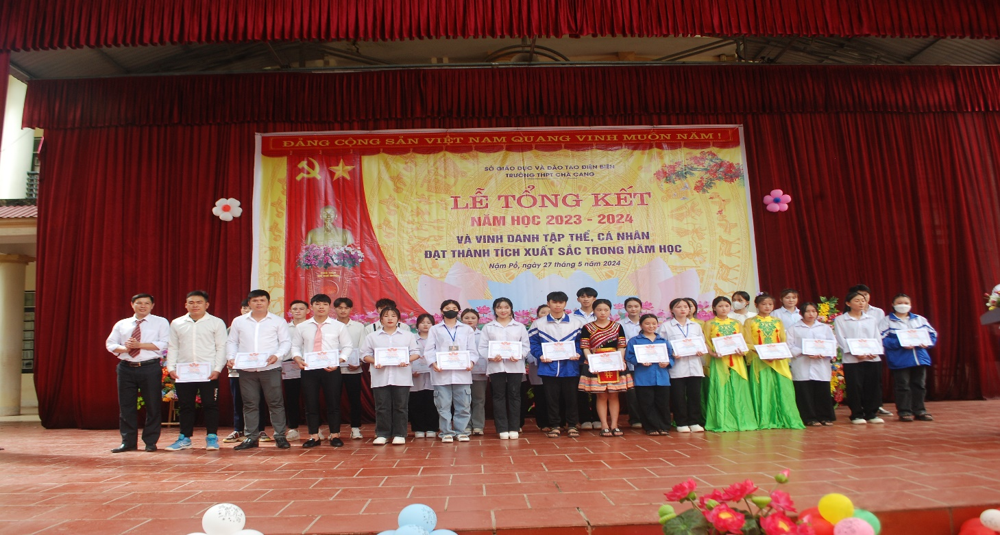 ĐẢNG CỘNG SẢN VIỆT NAM QUANG VINH MUÔN NĂM !
SỞ GIÁO DỤC VÀ ĐÀO TẠO ĐIỆN BIÊN
TRƯỜNG THPT CHÀ CANG
LỄ TỔNG KẾT
NĂM HỌC 2023 - 2024
VÀ VINH DANH TẬP THỂ, CÁ NHÂN
ĐẠT THÀNH TÍCH XUẤT SẮC TRONG NĂM HỌC
Nậm Pồ, ngày 27 tháng 5 năm 2024